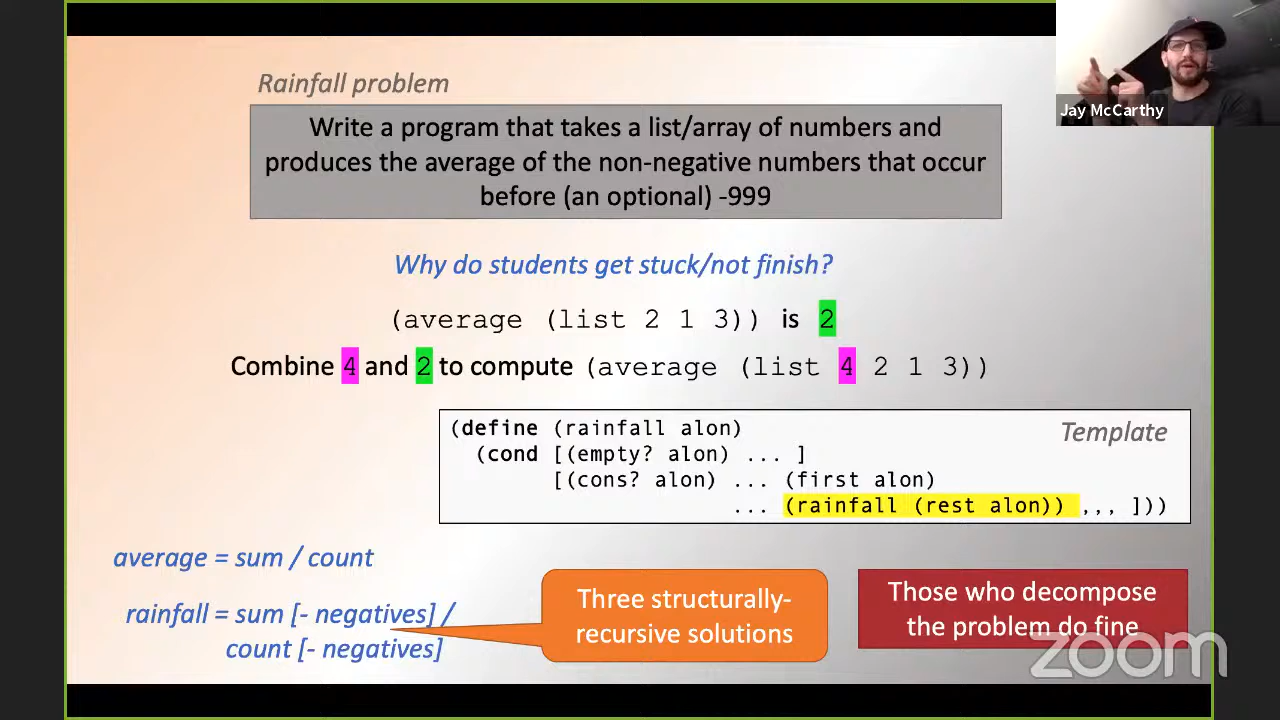 Rainfall problem
Jay McCarthy
Write a program that takes a list/array of numbers and
produces the average of the non-negative numbers that occur
before (an optional) -999
Why do students get stuck/not finish?
(average (list 2 1 3)) is 2
Combine 4 and 2 to compute (average (list 4 2 1 3))
Template
(define (rainfall alon)
(cond [(empty? alon) ... ]
[(cons? alon) ... (first alon)
... (rainfall (rest alon)) ,,, ]))
average = sum / count
rainfall = sum [- negatives] /
count [- negatives]
Three structurally-
recursive solutions
Those who decompose
the problem do fine
zoom